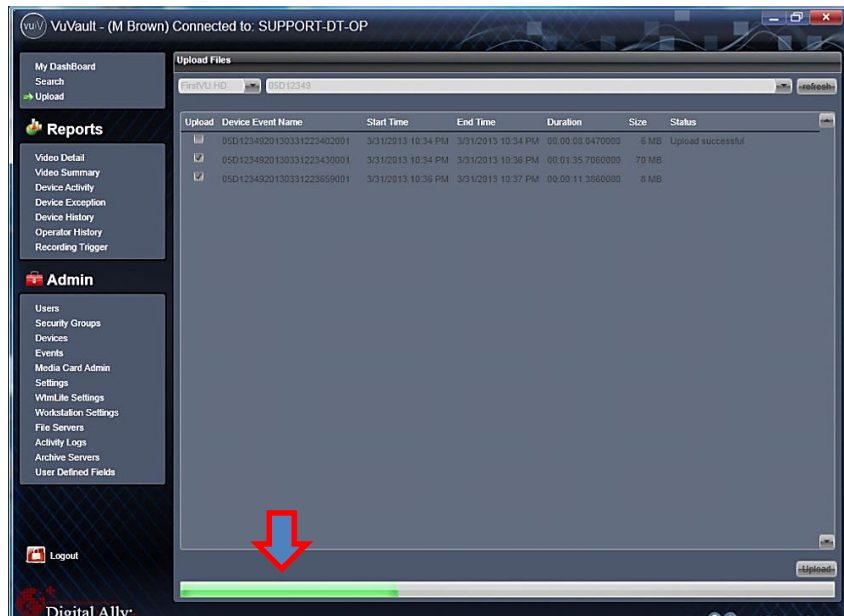 VuVault - (M Brown) Connected to: SUPPORT-DT-OP
My DashBoard
Search
Upload
Reports
Video Detail
Video Summary
Device Activity
Device Exception
Device History
Operator History
Recording Trigger
Admin
Users
Security Groups
Devices
Events
Media Card Admin
Settings
WtmLite Settings
Workstation Settings
File Servers
Activity Logs
Archive Servers
User Defined Fields
Logout
Digital Ally
Upload Files
FirstVU HD 05D12349 refresh
Upload Device Event Name Start Time End Time Duration Size Status
05D1234920130331223402001 3/31/2013 10:34 PM 3/31/2013 10:34 PM 00:00:08.0470000 6 MB Upload successful
05D1234920130331223430001 3/31/2013 10:34 PM 3/31/2013 10:36 PM 00:01:35.7060000 70 MB
05D1234920130331223659001 3/31/2013 10:36 PM 3/31/2013 10:37 PM 00:00:11.3860000 8 MB
Upload